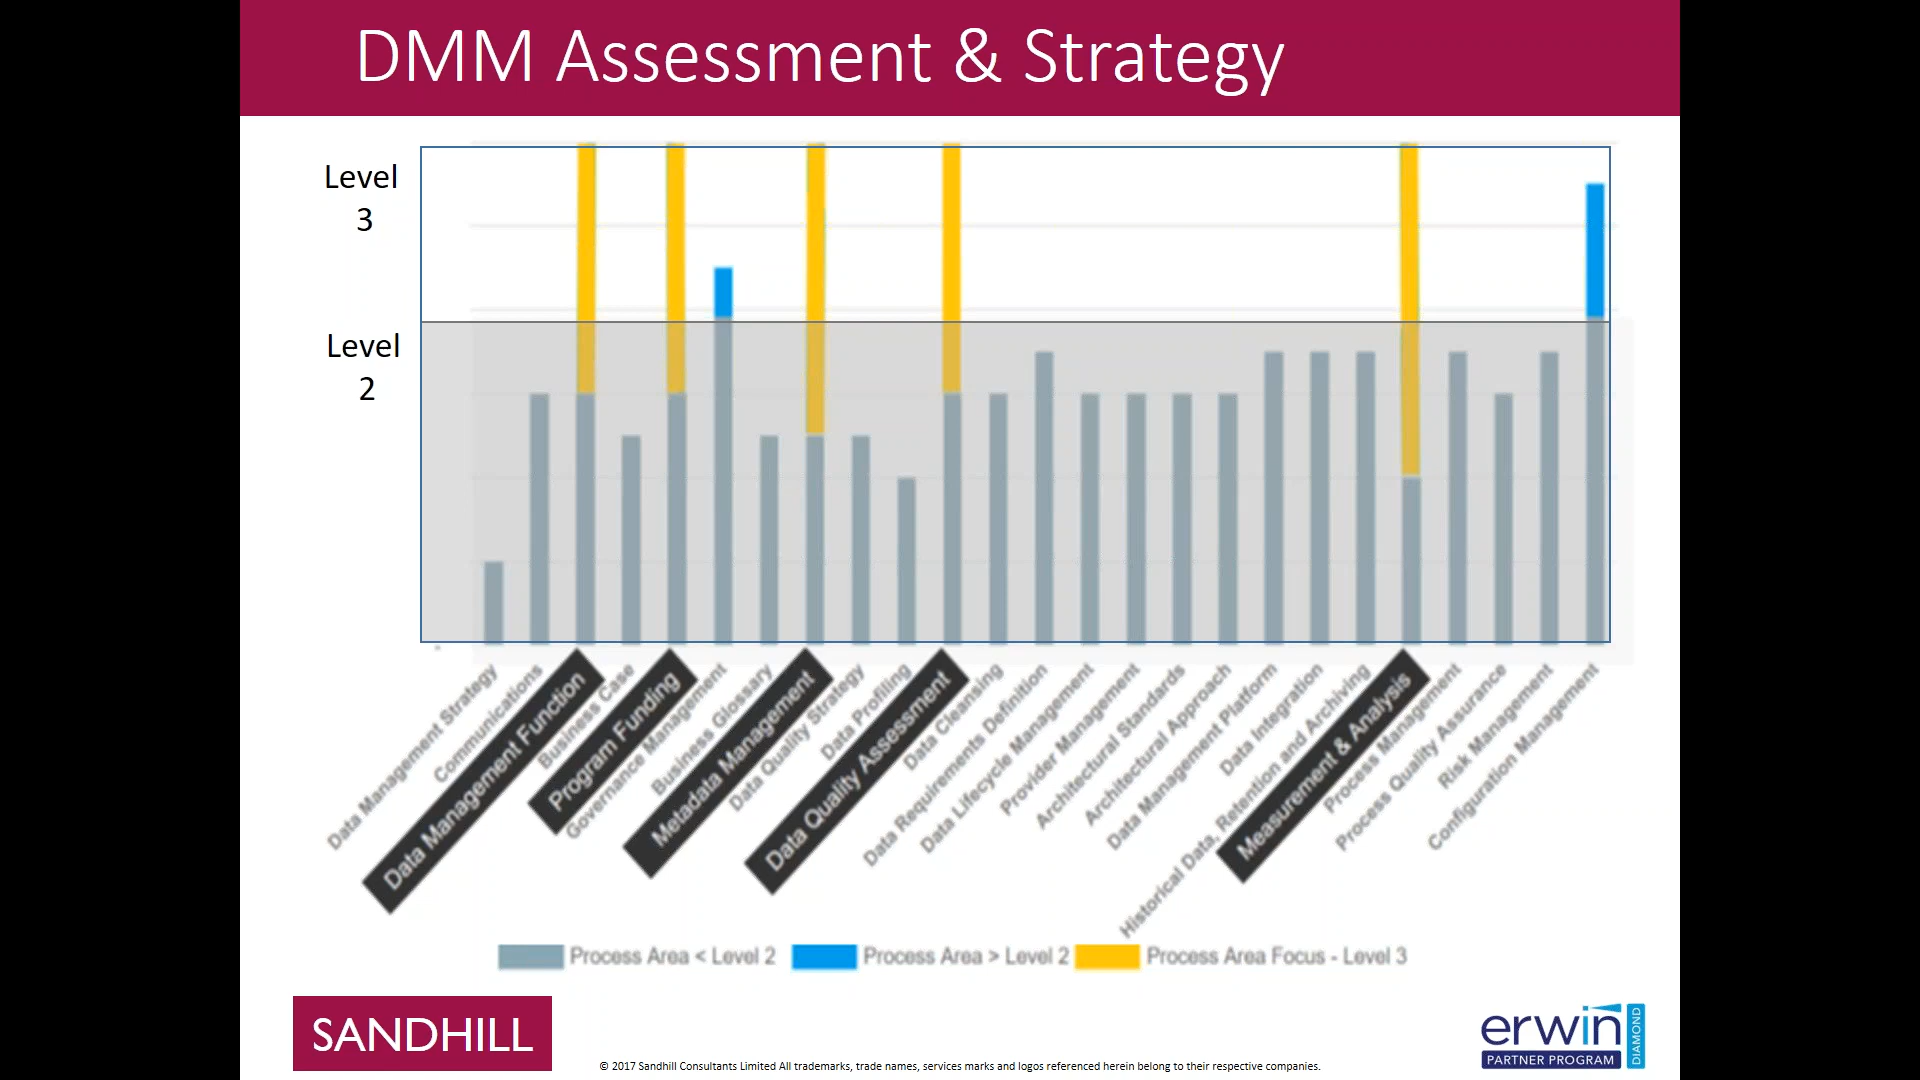 DMM Assessment & Strategy
Level
3
Level
2
Data Management Strategy
Communications
Data Management Function
Business Case
Program Funding
Governance Management
Business Glossary
Metadata Management
Data Quality Strategy
Data Profiling
Data Quality Assessment
Data Cleansing
Data Requirements Definition
Data Lifecycle Management
Provider Management
Architectural Standards
Architectural Approach
Data Management Platform
Data Integration
Historical Data, Retention and Archiving
Measurement & Analysis
Process Management
Process Quality Assurance
Risk Management
Configuration Management
Process Area < Level 2
Process Area > Level 2
Process Area Focus - Level 3
SANDHILL
© 2017 Sandhill Consultants Limited All trademarks, trade names, services marks and logos referenced herein belong to their respective companies.
erwin
PARTNER PROGRAM
DIAMOND